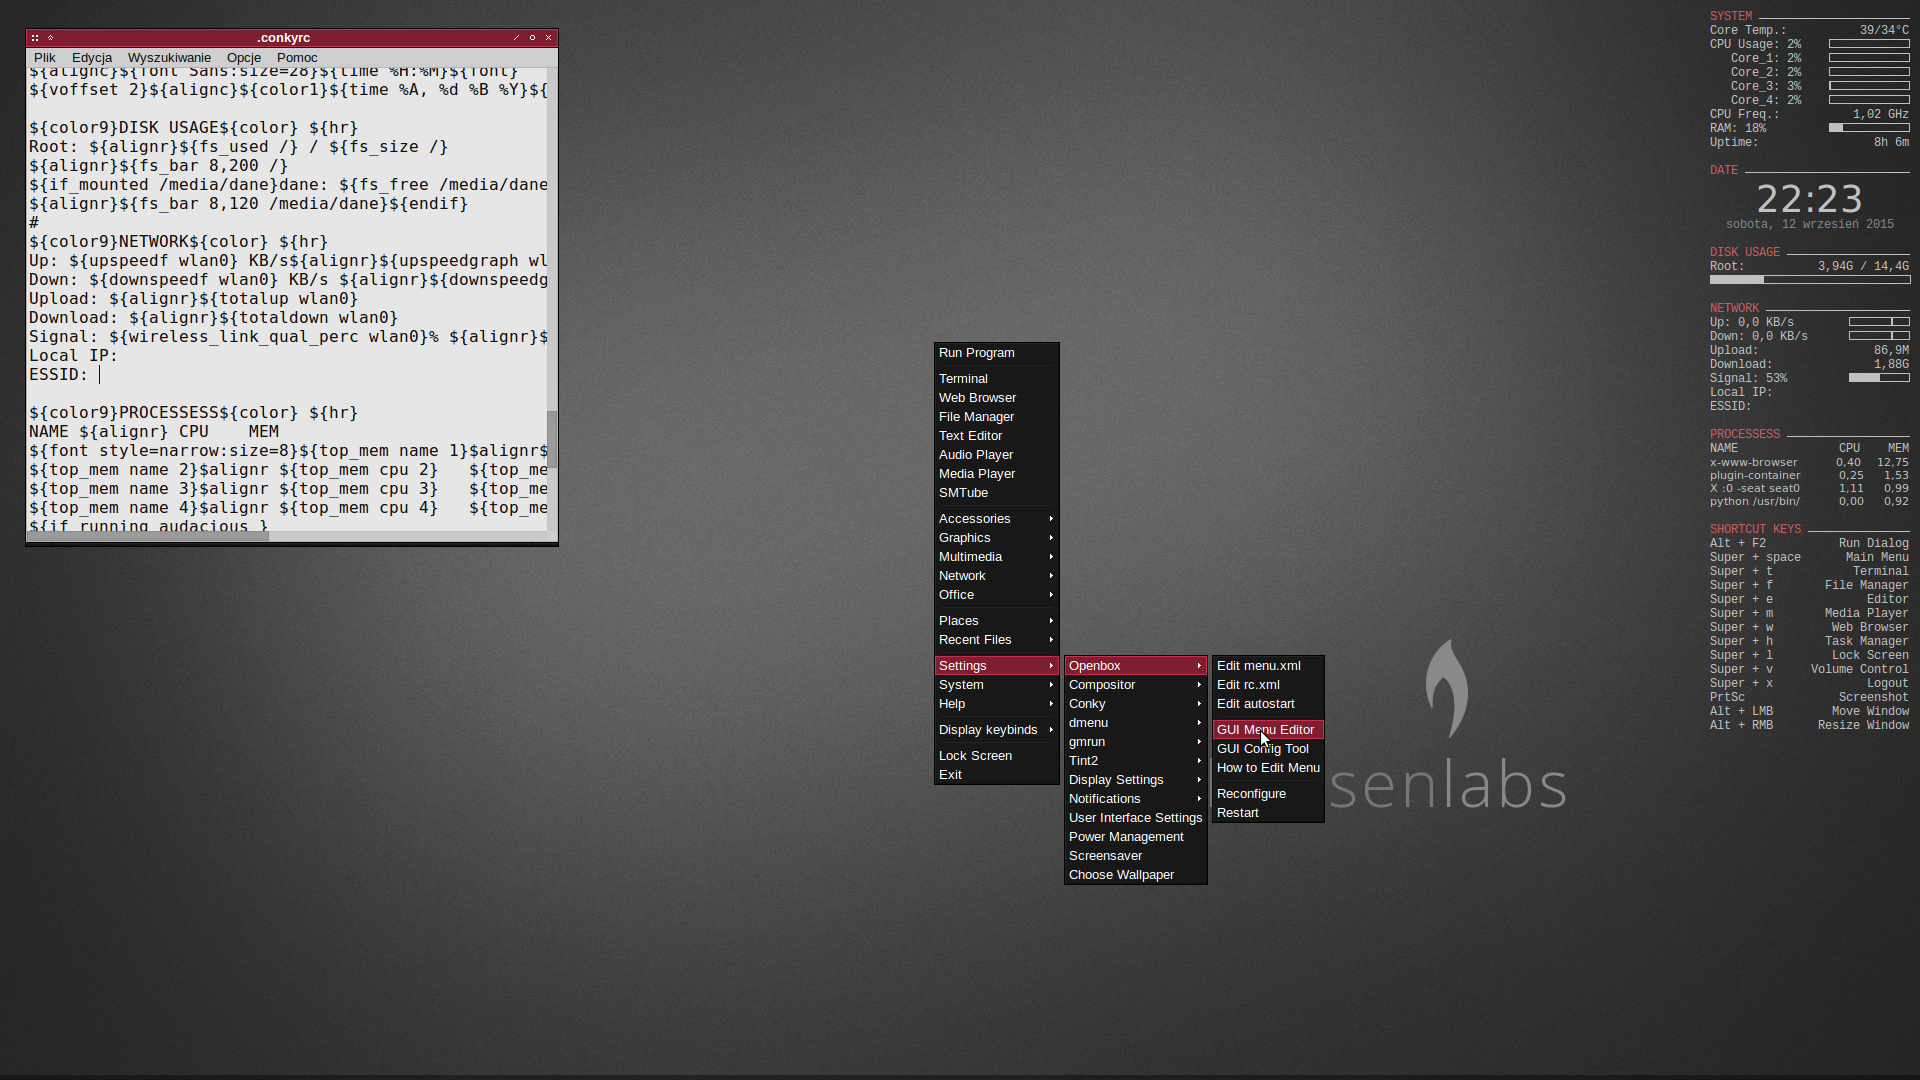 .conkyrc
Plik Edycja Wyszukiwanie Opcje Pomoc
${alignc}${font Sans:size=28}${time %H:%M}${font}
${voffset 2}${alignc}${color1}${time %A, %d %B %Y}${
${color9}DISK USAGE${color} ${hr}
Root: ${alignr}${fs_used /} / ${fs_size /}
${alignr}${fs_bar 8,200 /}
${if_mounted /media/dane}dane: ${fs_free /media/dane
${alignr}${fs_bar 8,120 /media/dane}${endif}
#
${color9}NETWORK${color} ${hr}
Up: ${upspeedf wlan0} KB/s${alignr}${upspeedgraph wl
Down: ${downspeedf wlan0} KB/s ${alignr}${downspeedg
Upload: ${alignr}${totalup wlan0}
Download: ${alignr}${totaldown wlan0}
Signal: ${wireless_link_qual_perc wlan0}% ${alignr}$
Local IP:
ESSID:
${color9}PROCESSESS${color} ${hr}
NAME ${alignr} CPU    MEM
${font style=narrow:size=8}${top_mem name 1}$alignr$
${top_mem name 2}$alignr ${top_mem cpu 2}   ${top_me
${top_mem name 3}$alignr ${top_mem cpu 3}   ${top_me
${top_mem name 4}$alignr ${top_mem cpu 4}   ${top_me
${if_running audacious }
Run Program
Terminal
Web Browser
File Manager
Text Editor
Audio Player
Media Player
SMTube
Accessories
Graphics
Multimedia
Network
Office
Places
Recent Files
Settings
System
Help
Display keybinds
Lock Screen
Exit
Openbox
Compositor
Conky
dmenu
gmrun
Tint2
Display Settings
Notifications
User Interface Settings
Power Management
Screensaver
Choose Wallpaper
Edit menu.xml
Edit rc.xml
Edit autostart
GUI Menu Editor
GUI Config Tool
How to Edit Menu
Reconfigure
Restart
senlabs
SYSTEM
Core Temp.: 39/34°C
CPU Usage: 2%
Core_1: 2%
Core_2: 2%
Core_3: 3%
Core_4: 2%
CPU Freq.: 1,02 GHz
RAM: 18%
Uptime: 8h 6m
DATE
22:23
sobota, 12 wrzesień 2015
DISK USAGE
Root: 3,94G / 14,4G
NETWORK
Up: 0,0 KB/s
Down: 0,0 KB/s
Upload: 86,9M
Download: 1,88G
Signal: 53%
Local IP:
ESSID:
PROCESSESS
NAME CPU MEM
x-www-browser 0,40 12,75
plugin-container 0,25 1,53
X :0 -seat seat0 1,11 0,99
python /usr/bin/ 0,00 0,92
SHORTCUT KEYS
Alt + F2 Run Dialog
Super + space Main Menu
Super + t Terminal
Super + f File Manager
Super + e Editor
Super + m Media Player
Super + w Web Browser
Super + h Task Manager
Super + l Lock Screen
Super + v Volume Control
Super + x Logout
PrtSc Screenshot
Alt + LMB Move Window
Alt + RMB Resize Window